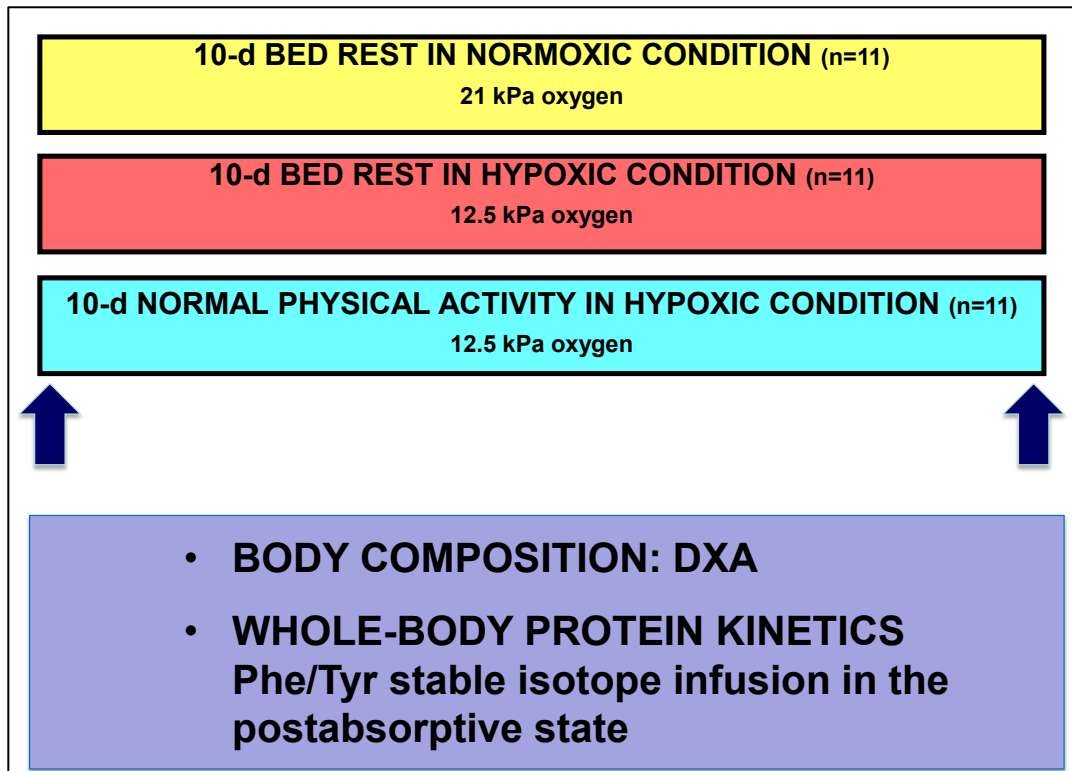 10-d BED REST IN NORMOXIC CONDITION (n=11)
21 kPa oxygen
10-d BED REST IN HYPOXIC CONDITION (n=11)
12.5 kPa oxygen
10-d NORMAL PHYSICAL ACTIVITY IN HYPOXIC CONDITION (n=11)
12.5 kPa oxygen
• BODY COMPOSITION: DXA
• WHOLE-BODY PROTEIN KINETICS
Phe/Tyr stable isotope infusion in the
postabsorptive state